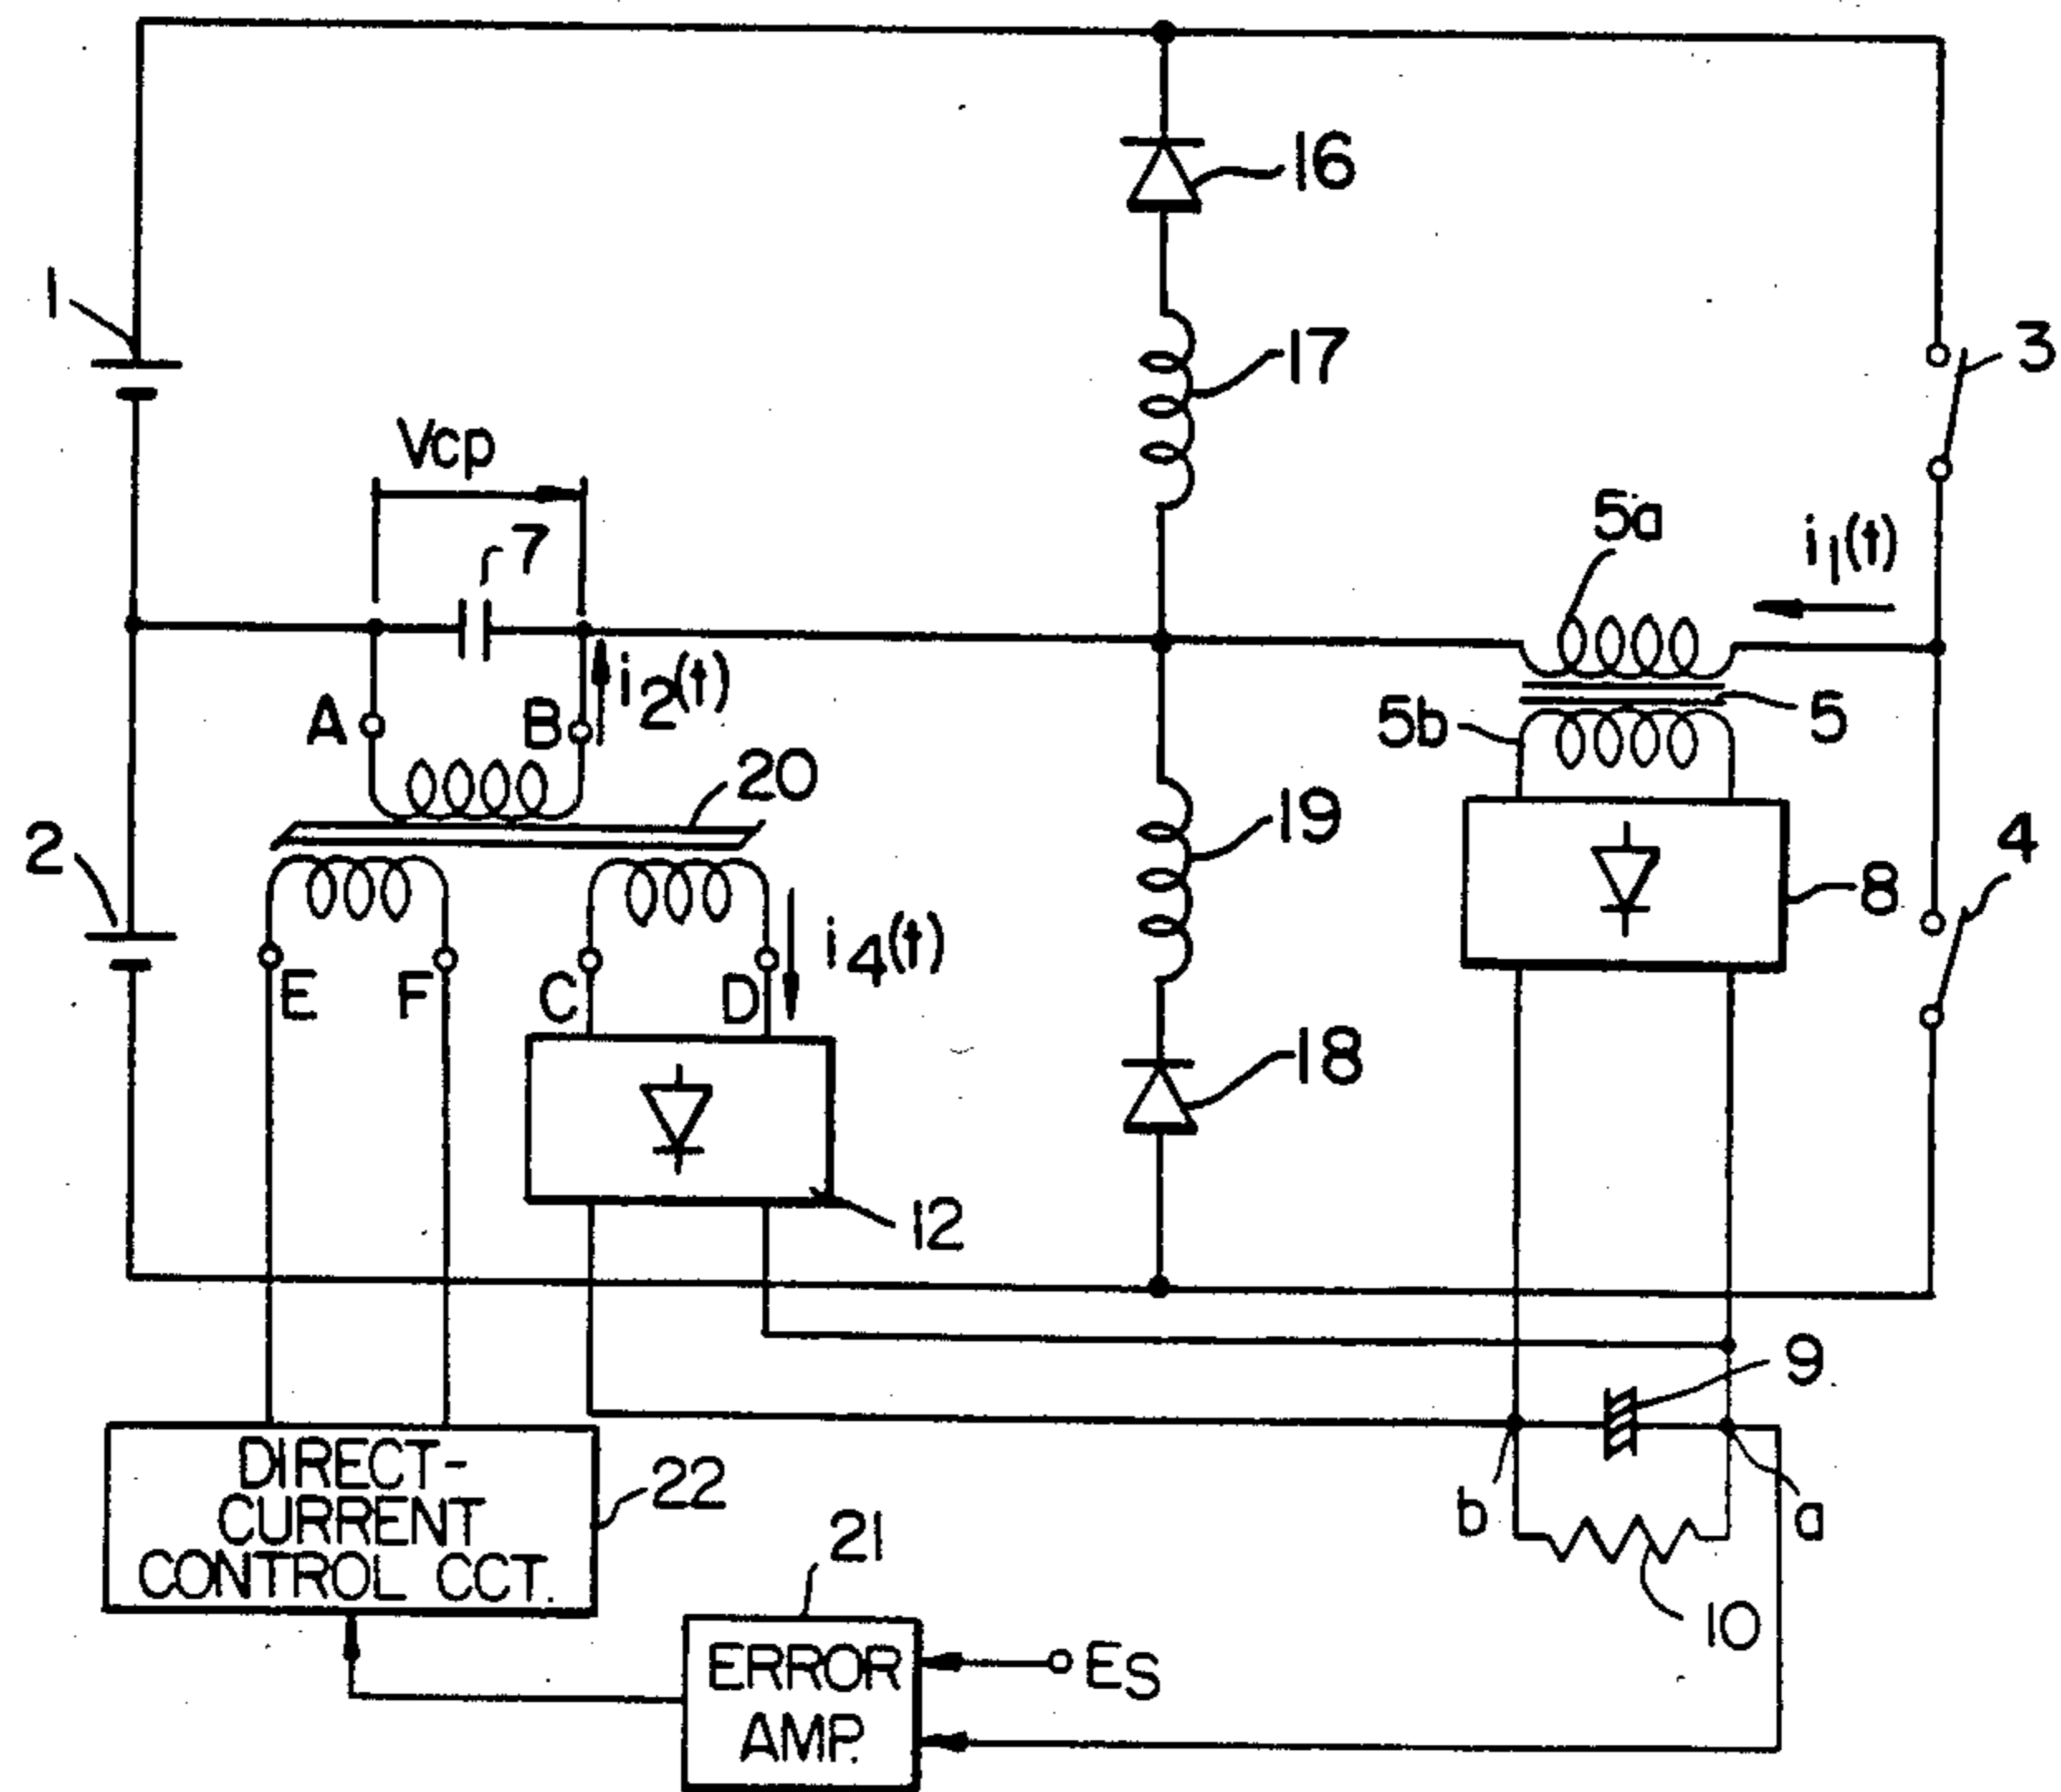 16
1
17
3
Vcp
7
5a
i1(t)
i2(t)
A
B
5b
5
20
19
2
8
4
i4(t)
E
F
C
D
18
12
9
DIRECT-
CURRENT
CONTROL CCT.
22
b
a
21
10
ERROR
AMP.
ES